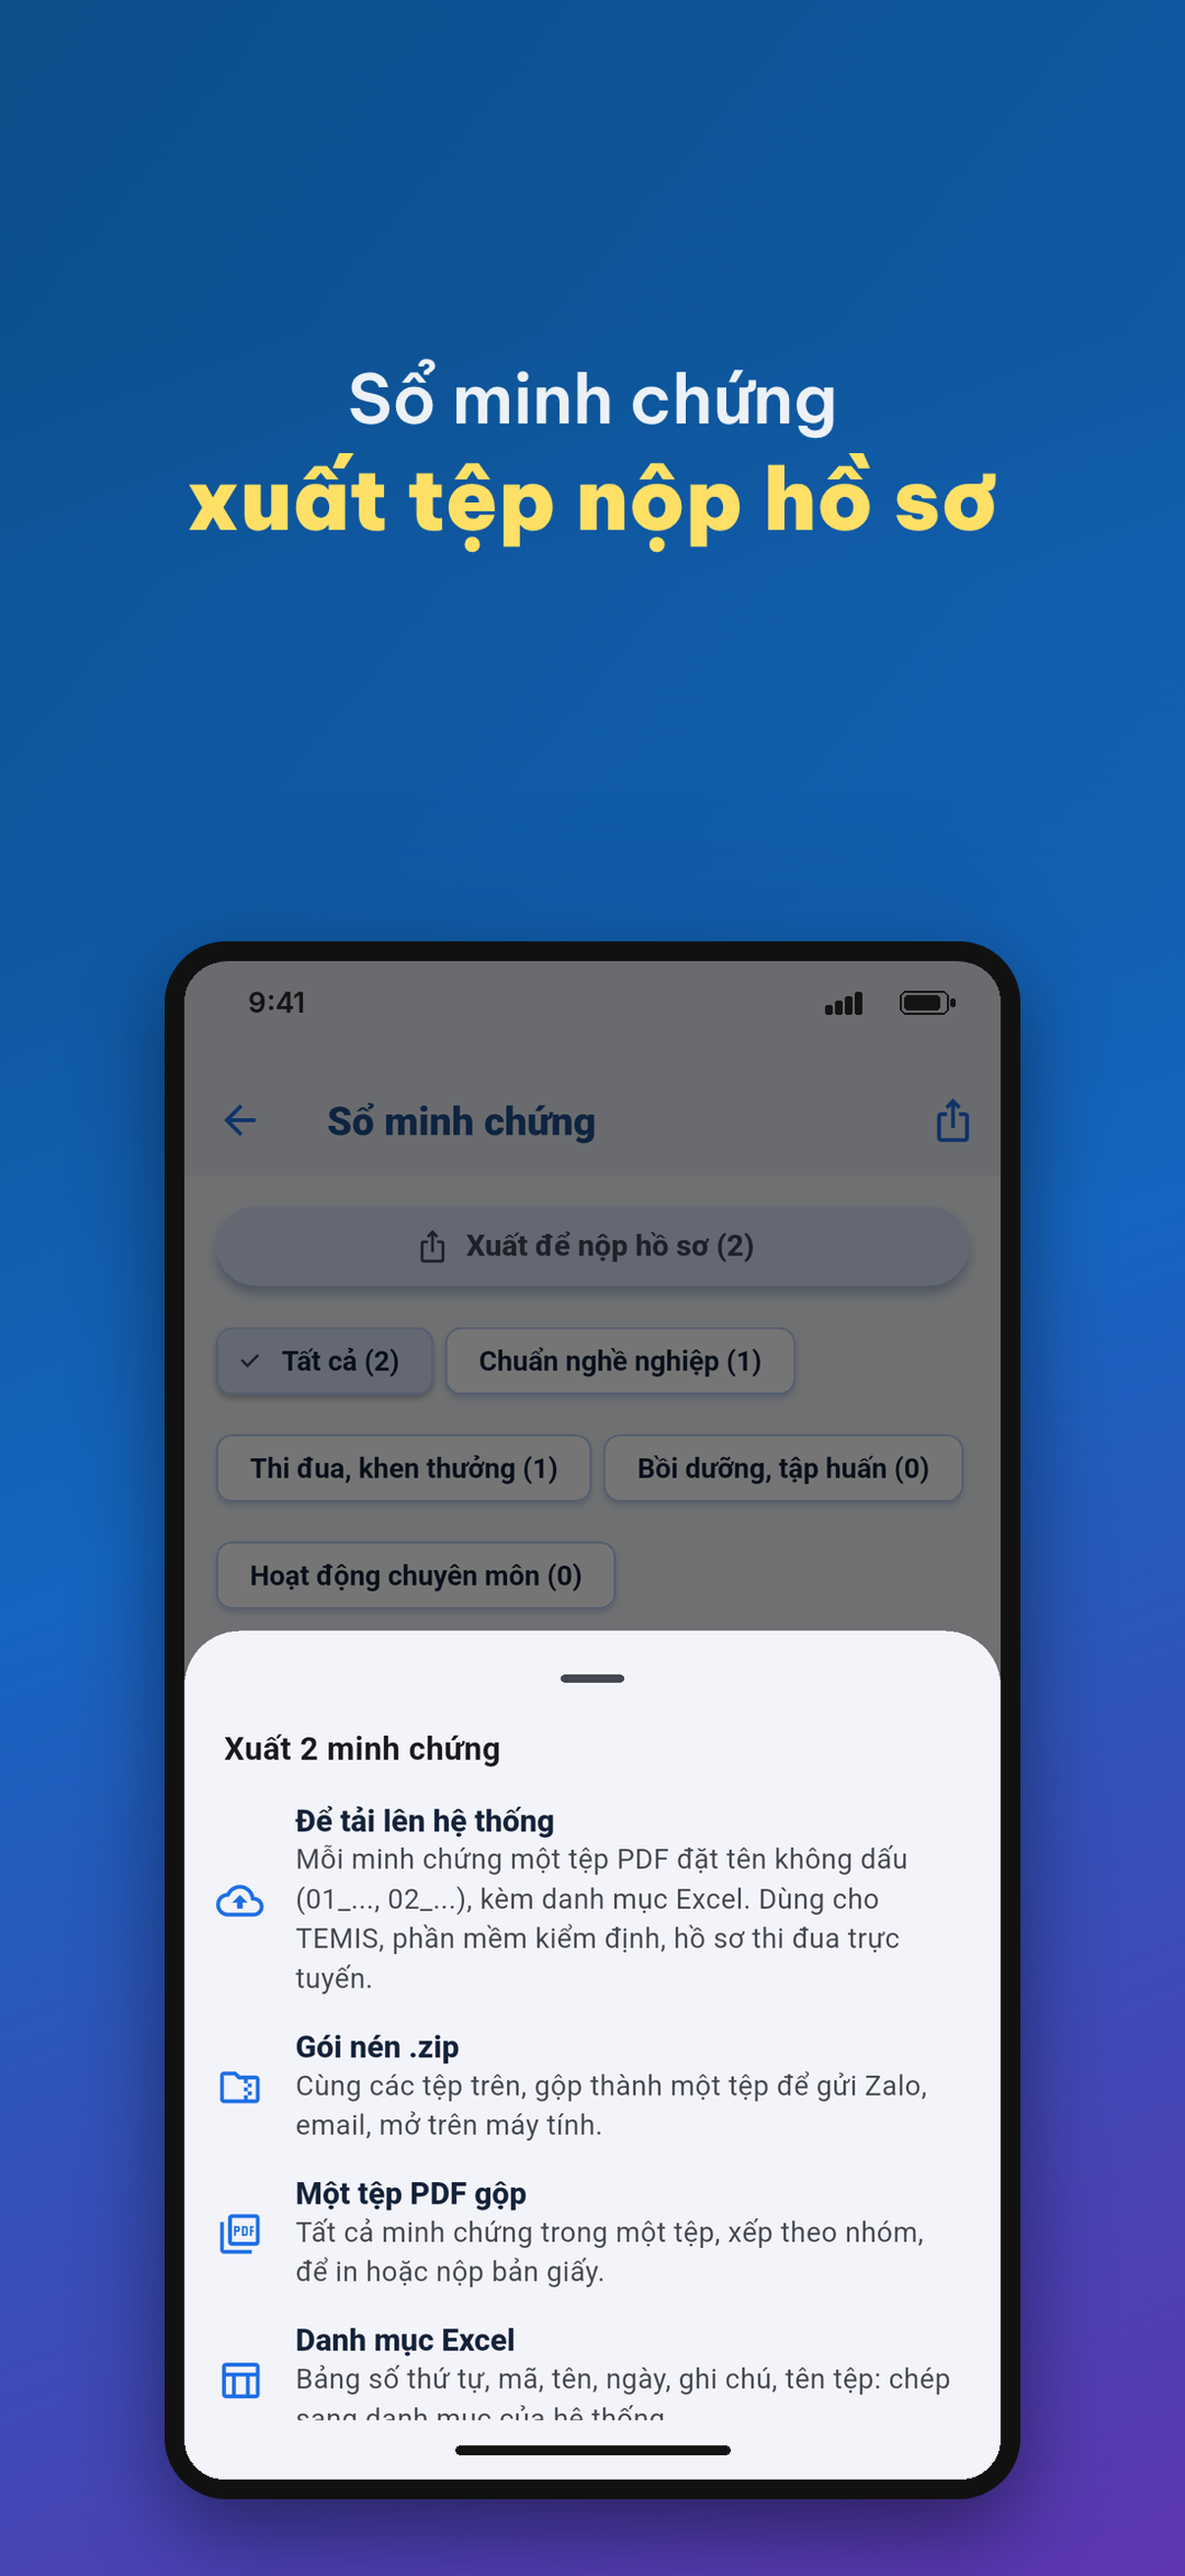 Sổ minh chứng
xuất tệp nộp hồ sơ
9:41
Sổ minh chứng
Xuất để nộp hồ sơ (2)
Tất cả (2)
Chuẩn nghề nghiệp (1)
Thi đua, khen thưởng (1)
Bồi dưỡng, tập huấn (0)
Hoạt động chuyên môn (0)
Xuất 2 minh chứng
Để tải lên hệ thống
Mỗi minh chứng một tệp PDF đặt tên không dấu
(01_..., 02_...), kèm danh mục Excel. Dùng cho
TEMIS, phần mềm kiểm định, hồ sơ thi đua trực
tuyến.
Gói nén .zip
Cùng các tệp trên, gộp thành một tệp để gửi Zalo,
email, mở trên máy tính.
Một tệp PDF gộp
PDF
Tất cả minh chứng trong một tệp, xếp theo nhóm,
để in hoặc nộp bản giấy.
Danh mục Excel
Bảng số thứ tự, mã, tên, ngày, ghi chú, tên tệp: chép
sang danh mục của hệ thống